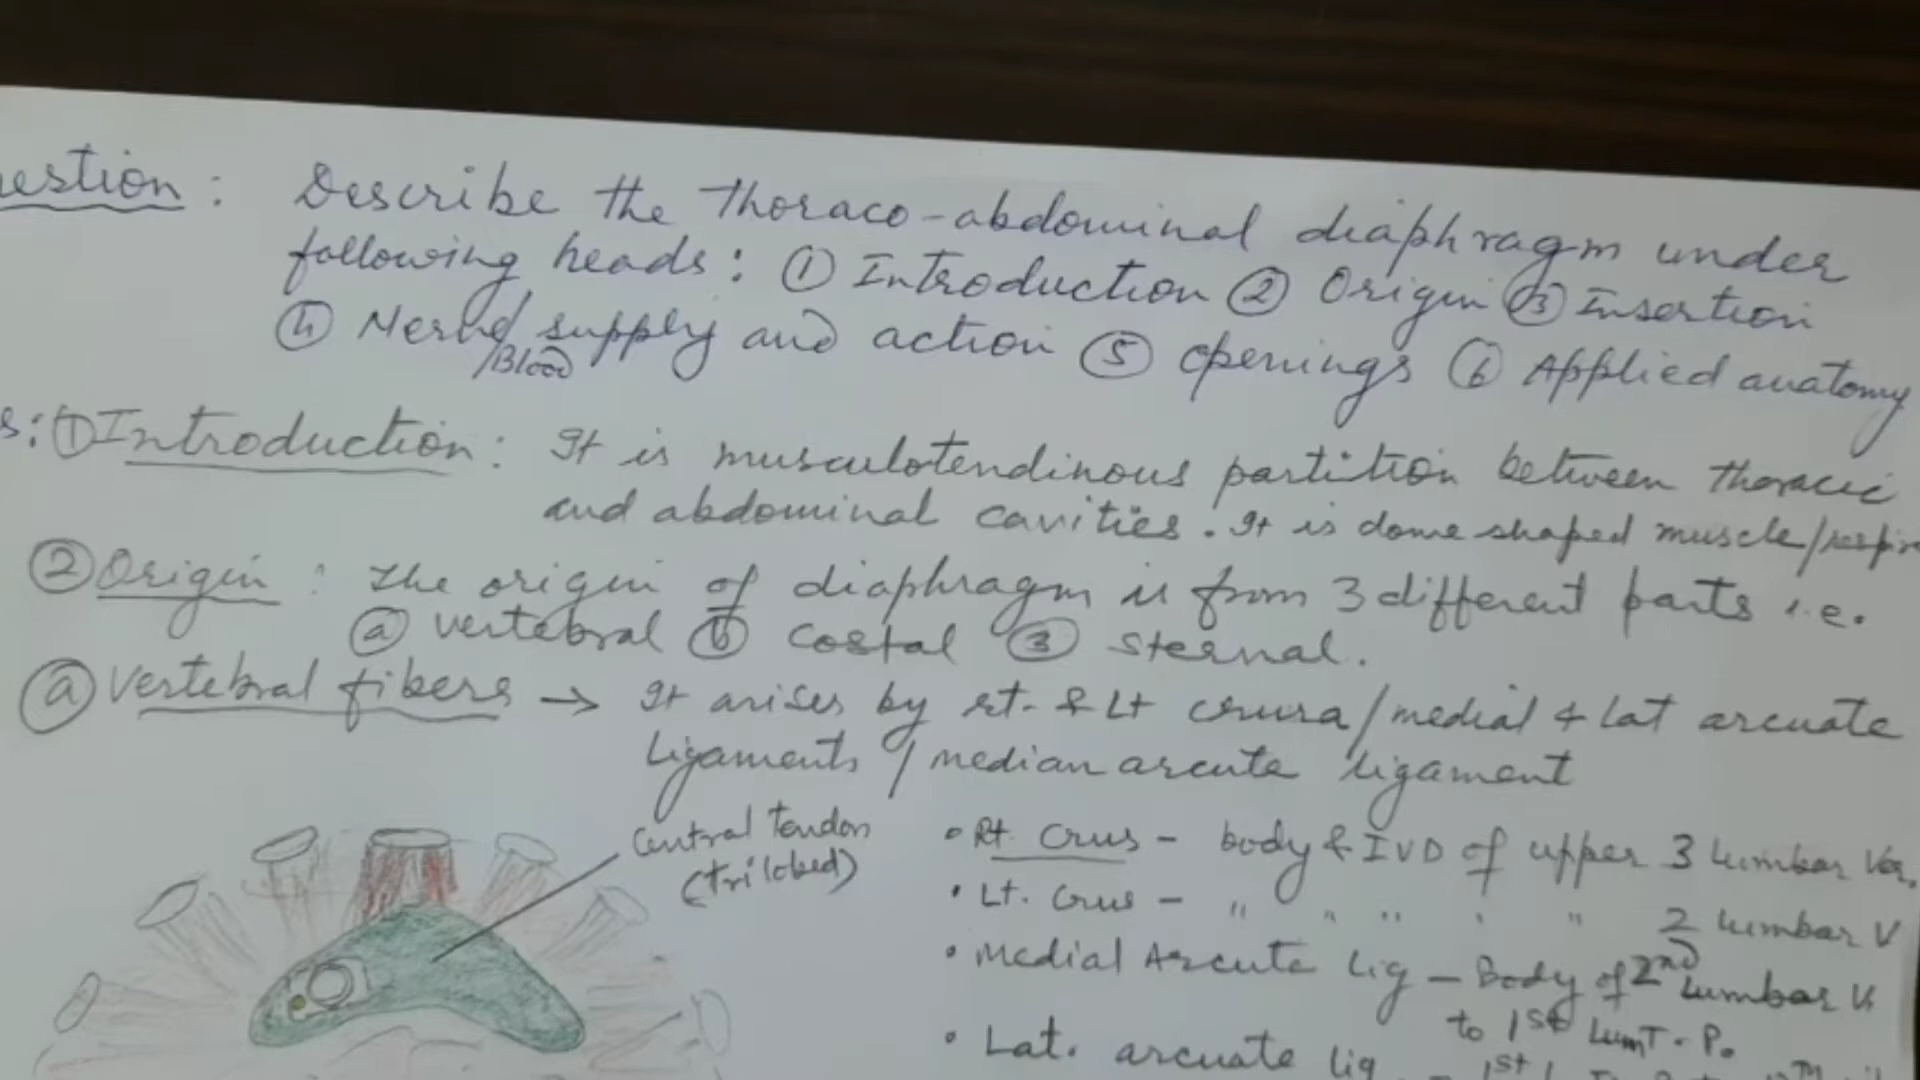 uestion: Describe the thoraco-abdominal diaphragm under
following heads: ① Introduction ② Origin ③ Insertion
④ Nerve/Blood supply and action ⑤ openings ⑥ Applied anatomy
s: ① Introduction: It is musculotendinous partition between thoracic
and abdominal cavities. It is dome shaped muscle/respir
② Origin: The origin of diaphragm is from 3 different parts i.e.
ⓐ vertebral ⓑ costal ③ sternal.
ⓐ Vertebral fibers → It arises by rt. & Lt crura/medial & lat arcuate
ligaments / median arcute ligament
Central Tendon
(trilobed)
• Rt. Crus - body & IVD of upper 3 lumbar Ver.
• Lt. Crus - " " " " " 2 lumbar V
• Medial Arcute Lig - Body of 2nd Lumbar V.
to 1st Lum T. P.
• Lat. arcuate lig - 1st